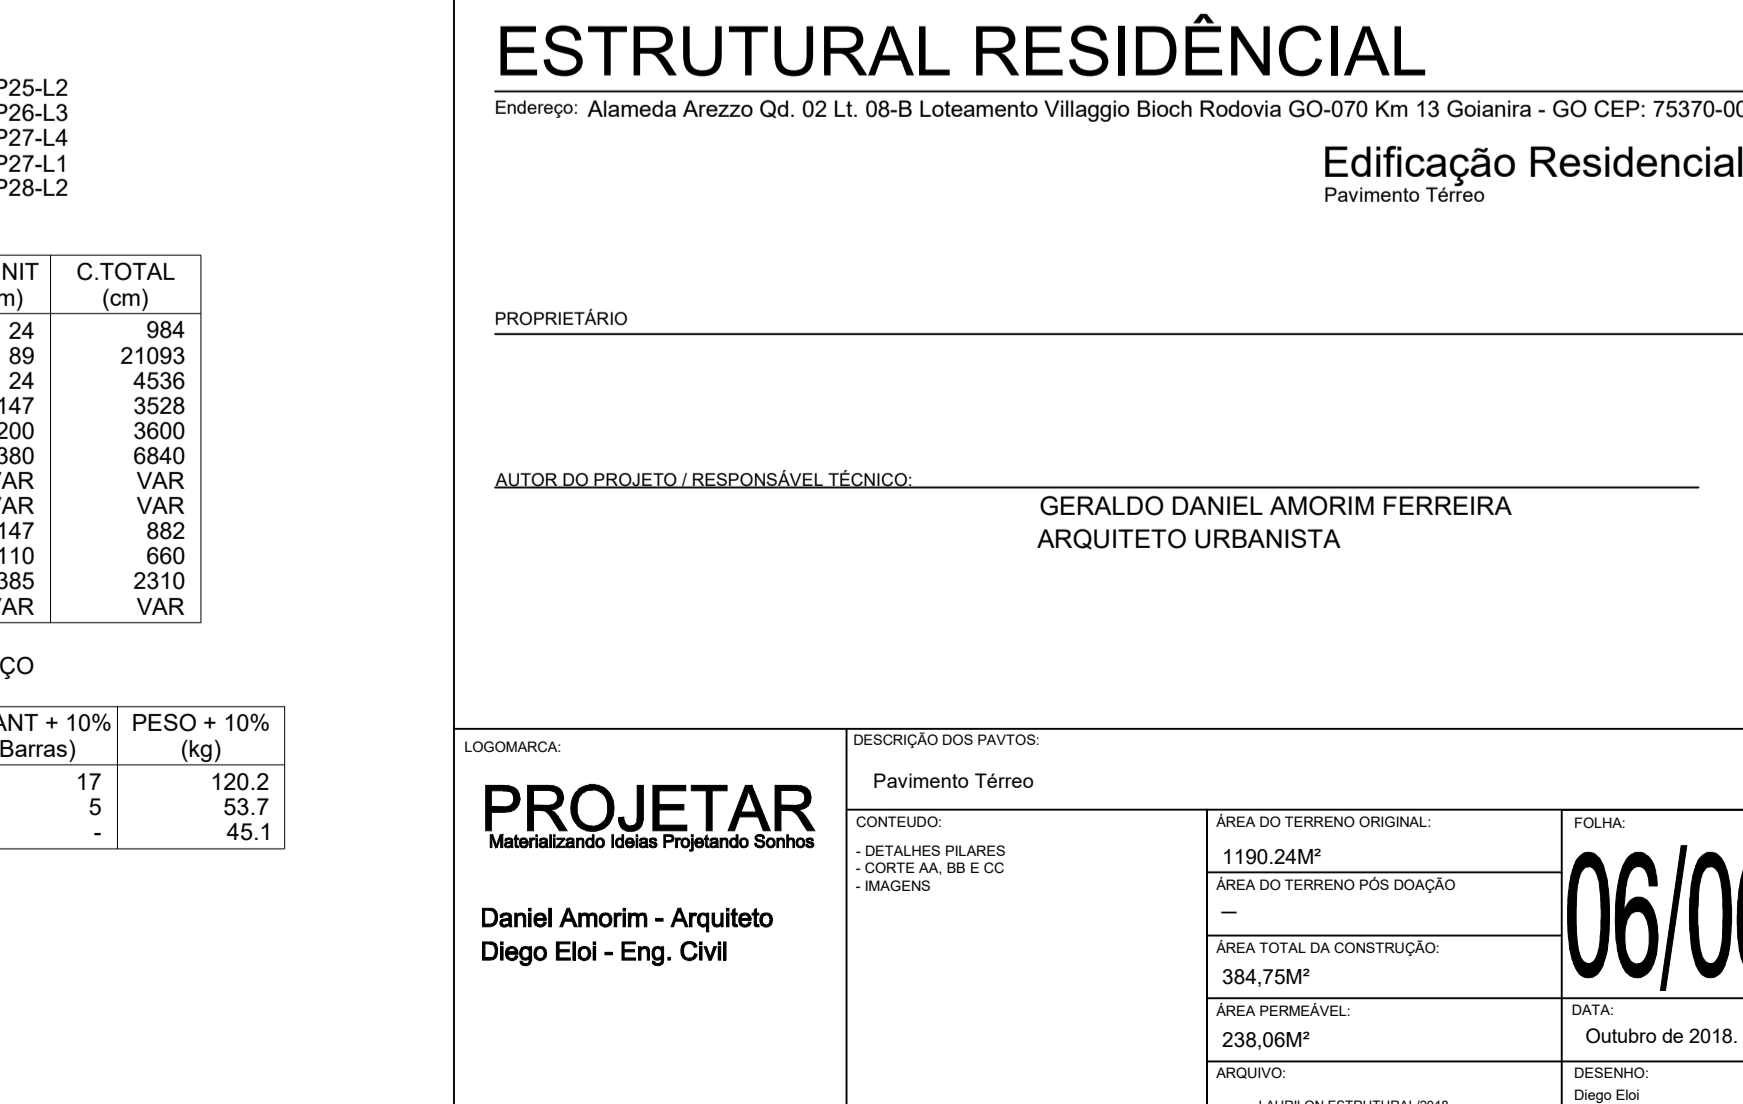 P25-L2
P26-L3
P27-L4
P27-L1
P28-L2
NIT C.TOTAL
m) (cm)
24 984
89 21093
24 4536
147 3528
200 3600
380 6840
VAR VAR
VAR VAR
147 882
110 660
385 2310
VAR VAR
ÇO
ANT + 10% PESO + 10%
Barras) (kg)
17 120.2
5 53.7
- 45.1
ESTRUTURAL RESIDÊNCIAL
Endereço: Alameda Arezzo Qd. 02 Lt. 08-B Loteamento Villaggio Bioch Rodovia GO-070 Km 13 Goianira - GO CEP: 75370-00
Edificação Residencial
Pavimento Térreo
PROPRIETÁRIO
AUTOR DO PROJETO / RESPONSÁVEL TÉCNICO:
GERALDO DANIEL AMORIM FERREIRA
ARQUITETO URBANISTA
LOGOMARCA:
PROJETAR
Materializando Ideias Projetando Sonhos
Daniel Amorim - Arquiteto
Diego Eloi - Eng. Civil
DESCRIÇÃO DOS PAVTOS:
Pavimento Térreo
CONTEUDO:
- DETALHES PILARES
- CORTE AA, BB E CC
- IMAGENS
ÁREA DO TERRENO ORIGINAL:
1190.24M²
ÁREA DO TERRENO PÓS DOAÇÃO
–
ÁREA TOTAL DA CONSTRUÇÃO:
384,75M²
ÁREA PERMEÁVEL:
238,06M²
ARQUIVO:
FOLHA:
06/0
DATA:
Outubro de 2018.
DESENHO:
Diego Eloi